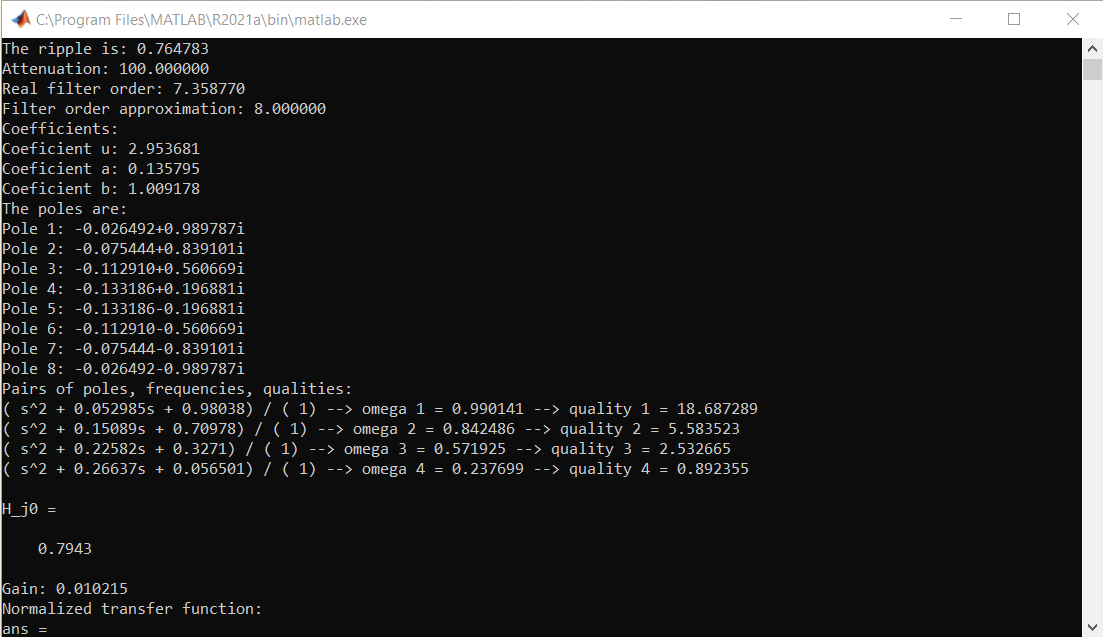 C:\Program Files\MATLAB\R2021a\bin\matlab.exe
The ripple is: 0.764783
Attenuation: 100.000000
Real filter order: 7.358770
Filter order approximation: 8.000000
Coefficients:
Coeficient u: 2.953681
Coeficient a: 0.135795
Coeficient b: 1.009178
The poles are:
Pole 1: -0.026492+0.989787i
Pole 2: -0.075444+0.839101i
Pole 3: -0.112910+0.560669i
Pole 4: -0.133186+0.196881i
Pole 5: -0.133186-0.196881i
Pole 6: -0.112910-0.560669i
Pole 7: -0.075444-0.839101i
Pole 8: -0.026492-0.989787i
Pairs of poles, frequencies, qualities:
( s^2 + 0.052985s + 0.98038) / ( 1) --> omega 1 = 0.990141 --> quality 1 = 18.687289
( s^2 + 0.15089s + 0.70978) / ( 1) --> omega 2 = 0.842486 --> quality 2 = 5.583523
( s^2 + 0.22582s + 0.3271) / ( 1) --> omega 3 = 0.571925 --> quality 3 = 2.532665
( s^2 + 0.26637s + 0.056501) / ( 1) --> omega 4 = 0.237699 --> quality 4 = 0.892355
H_j0 =
0.7943
Gain: 0.010215
Normalized transfer function:
ans =